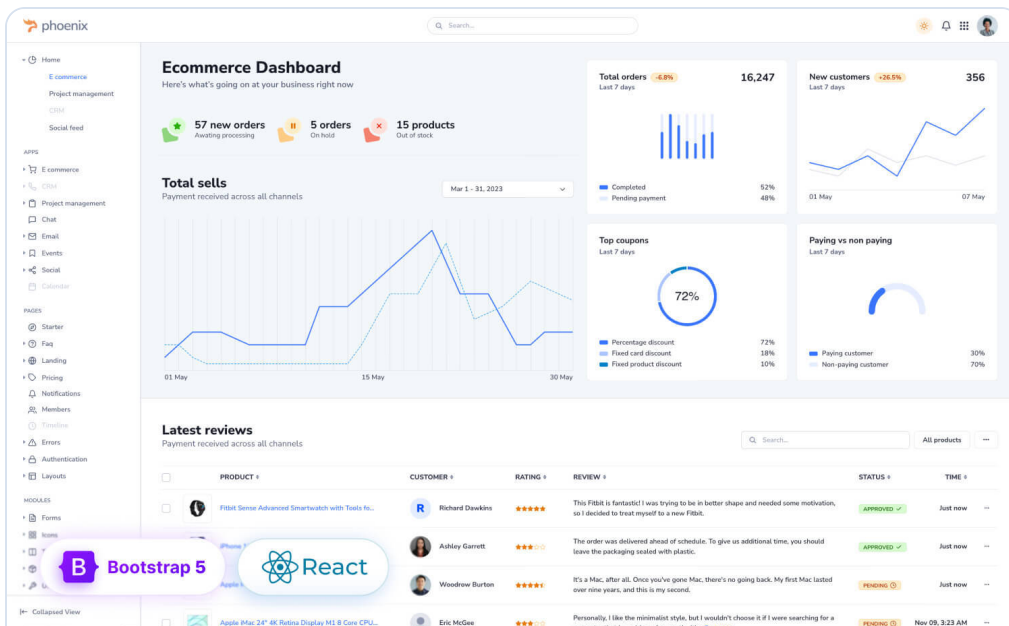 phoenix
Search...
Home
E commerce
Project management
CRM
Social feed
APPS
E commerce
CRM
Project management
Chat
Email
Events
Social
Calendar
PAGES
Starter
Faq
Landing
Pricing
Notifications
Members
Timeline
Errors
Authentication
Layouts
MODULES
Forms
Icons
Collapsed View
Ecommerce Dashboard
Here's what's going on at your business right now
57 new orders
Awating processing
5 orders
On hold
15 products
Out of stock
Total sells
Payment received across all channels
Mar 1 - 31, 2023
01 May
15 May
30 May
Total orders -6.8% 16,247
Last 7 days
Completed 52%
Pending payment 48%
New customers +26.5% 356
Last 7 days
01 May 07 May
Top coupons
Last 7 days
72%
Percentage discount 72%
Fixed card discount 18%
Fixed product discount 10%
Paying vs non paying
Last 7 days
Paying customer 30%
Non-paying customer 70%
Latest reviews
Payment received across all channels
Search...
All products
PRODUCT CUSTOMER RATING REVIEW STATUS TIME
Fitbit Sense Advanced Smartwatch with Tools fo... R Richard Dawkins
This Fitbit is fantastic! I was trying to be in better shape and needed some motivation,
so I decided to treat myself to a new Fitbit.
APPROVED Just now
iPhone
Ashley Garrett
The order was delivered ahead of schedule. To give us additional time, you should
leave the packaging sealed with plastic.
APPROVED Just now
Woodrow Burton
It's a Mac, after all. Once you've gone Mac, there's no going back. My first Mac lasted
over nine years, and this is my second.
PENDING Just now
Apple iMac 24" 4K Retina Display M1 8 Core CPU... Eric McGee
Personally, I like the minimalist style, but I wouldn't choose it if I were searching for a
PENDING Nov 09, 3:23 AM
B Bootstrap 5
React